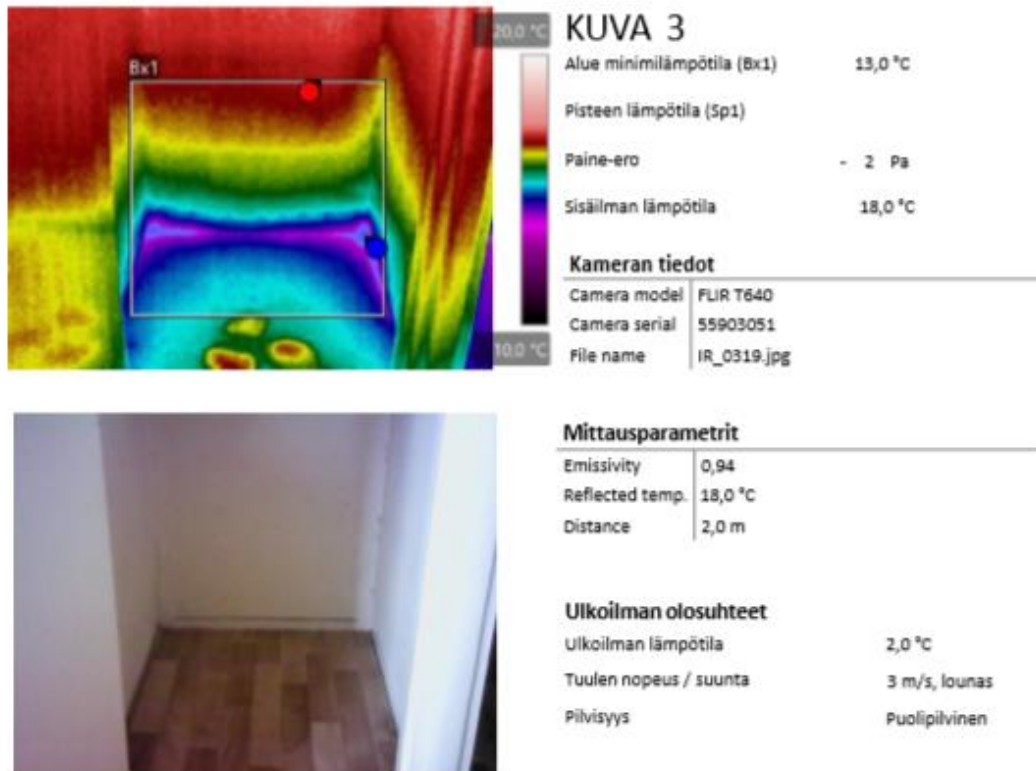 Bx1
20,0 °C
10,0 °C
KUVA 3
Alue minimilämpötila (Bx1) 13,0 °C
Pisteen lämpötila (Sp1)
Paine-ero - 2 Pa
Sisäilman lämpötila 18,0 °C
Kameran tiedot
Camera model FLIR T640
Camera serial 55903051
File name IR_0319.jpg
Mittausparametrit
Emissivity 0,94
Reflected temp. 18,0 °C
Distance 2,0 m
Ulkoilman olosuhteet
Ulkoilman lämpötila 2,0 °C
Tuulen nopeus / suunta 3 m/s, lounas
Pilvisyys Puolipilvinen